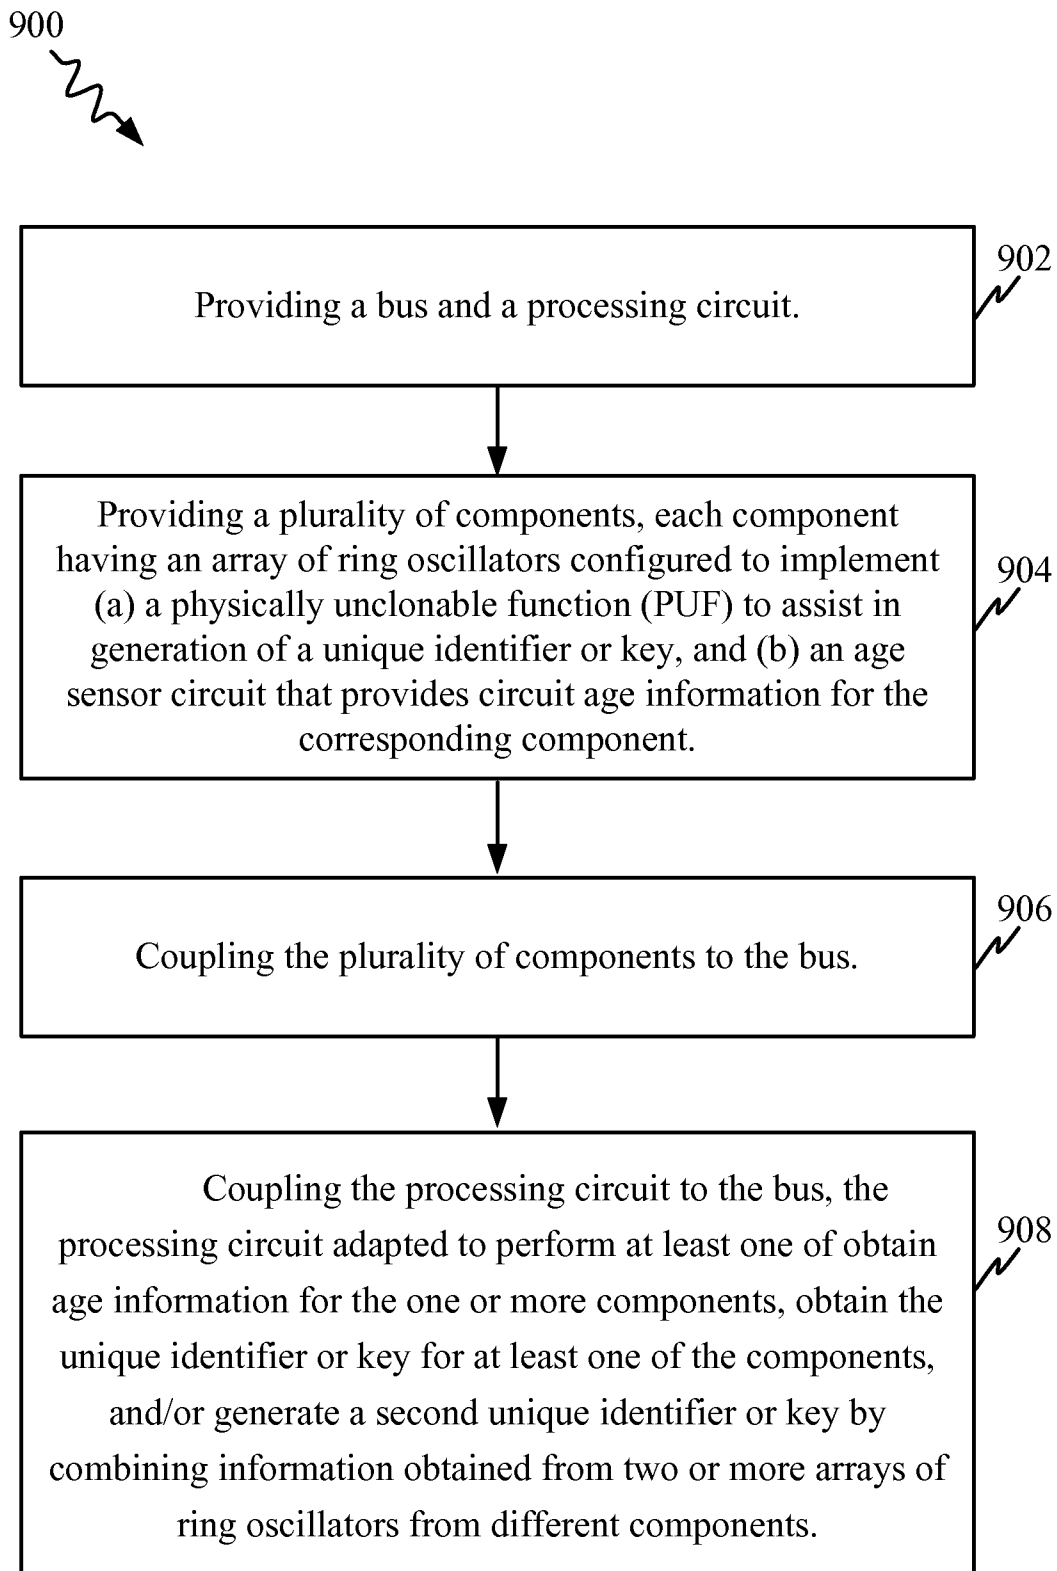 900
902
Providing a bus and a processing circuit.
Providing a plurality of components, each component
having an array of ring oscillators configured to implement
904
(a) a physically unclonable function (PUF) to assist in
generation of a unique identifier or key, and (b) an age
sensor circuit that provides circuit age information for the
corresponding component.
906
Coupling the plurality of components to the bus.
Coupling the processing circuit to the bus, the
908
processing circuit adapted to perform at least one of obtain
age information for the one or more components, obtain the
unique identifier or key for at least one of the components,
and/or generate a second unique identifier or key by
combining information obtained from two or more arrays of
ring oscillators from different components.